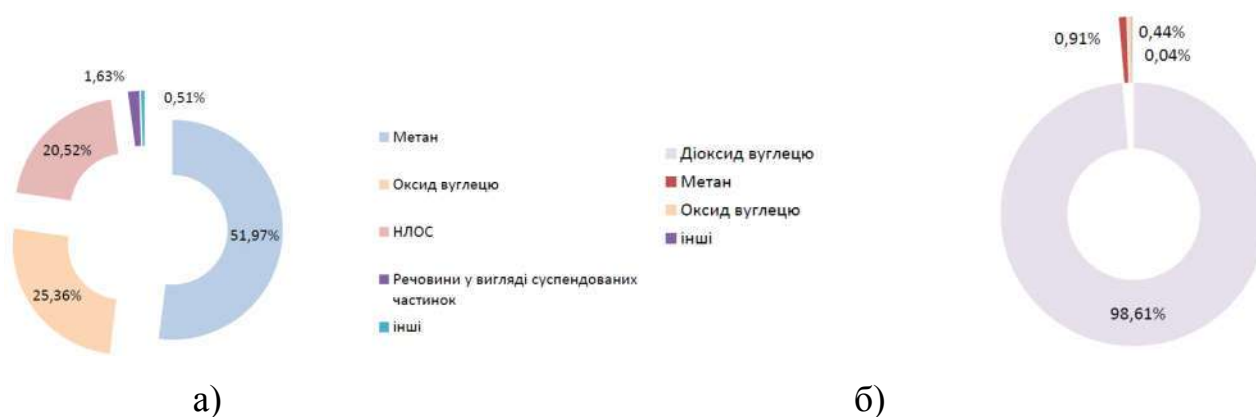 1,63%
0,51%
20,52%
51,97%
25,36%
Метан
Оксид вуглецю
НЛОС
Речовини у вигляді суспендованих
частинок
інші
а)
0,91%
0,44%
0,04%
Діоксид вуглецю
Метан
Оксид вуглецю
інші
98,61%
б)